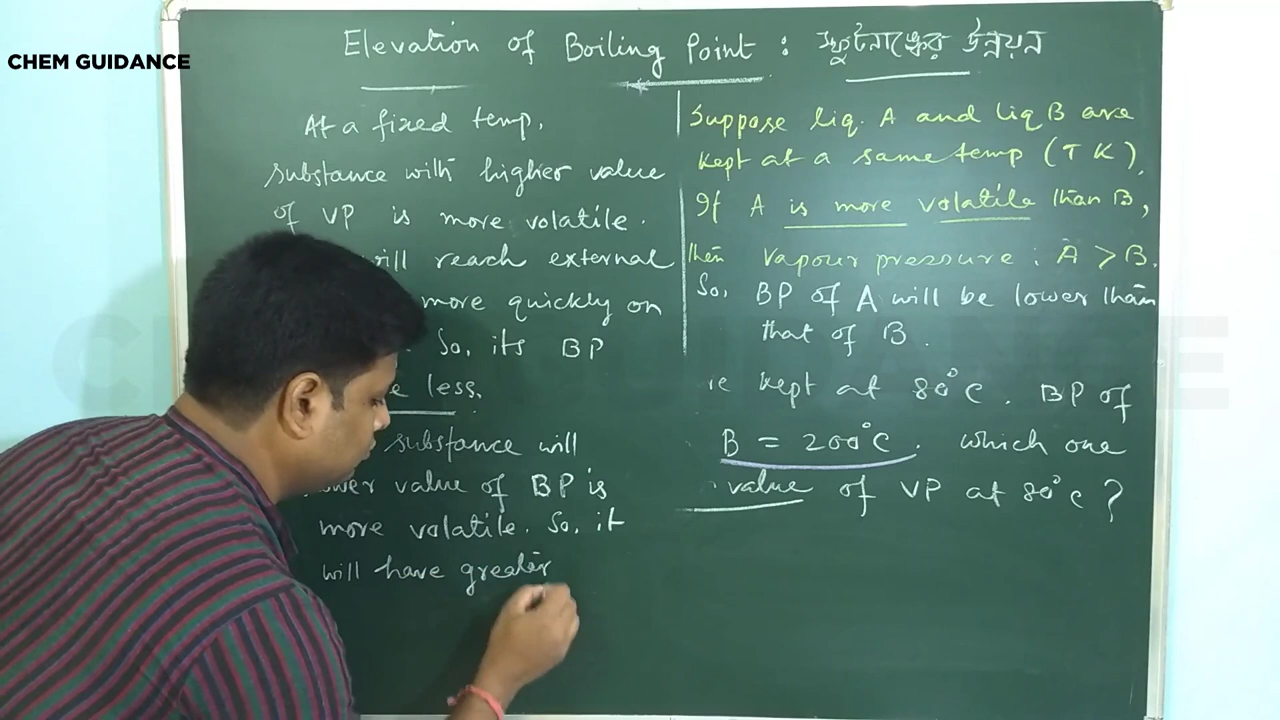 CHEM GUIDANCE
Elevation of Boiling Point : স্ফুটনাঙ্কের উন্নয়ন
At a fixed temp,
substance with higher value
of VP is more volatile.
will reach external
more quickly on
So, its BP
less.
substance will
value of BP is
more volatile. So, it
will have greater
Suppose liq. A and liq B are
kept at a same temp (T K).
If A is more volatile than B,
then vapour pressure : A > B.
So, BP of A will be lower than
that of B.
kept at 80°C. BP of
B = 200°C. which one
value of VP at 80°C ?